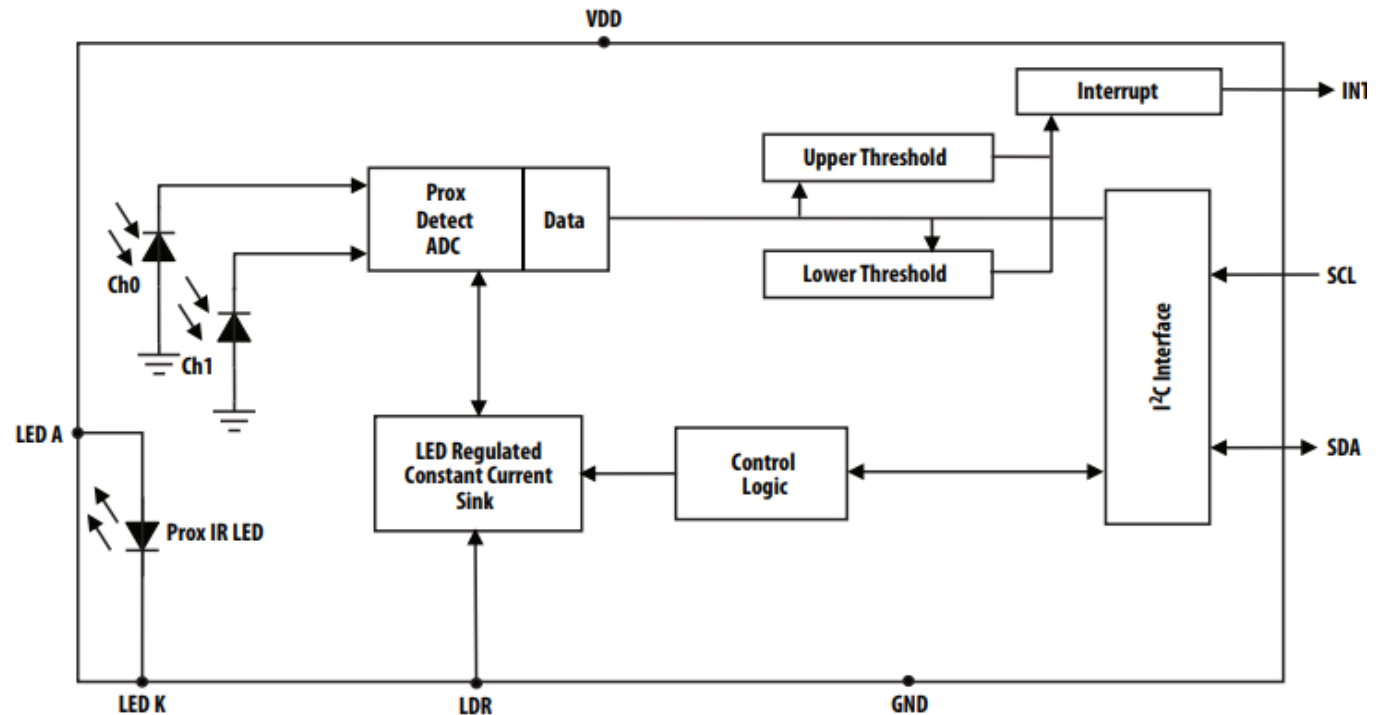 VDD
Interrupt
INT
Upper Threshold
Prox
Detect
ADC
Data
Lower Threshold
SCL
Ch0
Ch1
I²C Interface
LED A
LED Regulated
Constant Current
Sink
Control
Logic
SDA
Prox IR LED
LED K
LDR
GND